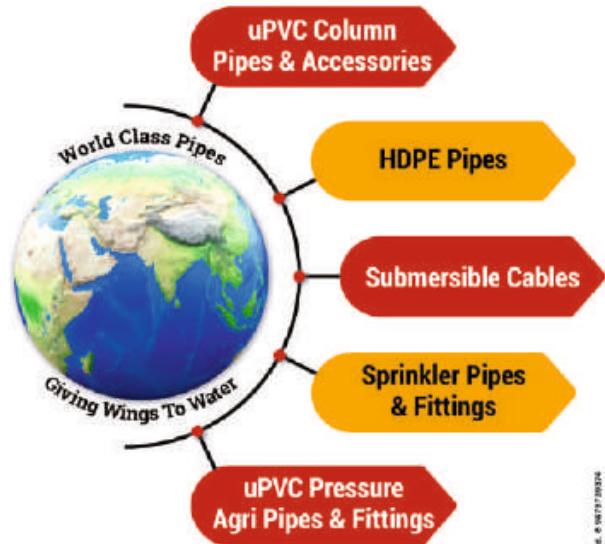 uPVC Column
Pipes & Accessories
World Class Pipes
HDPE Pipes
Submersible Cables
Giving Wings To Water
Sprinkler Pipes
& Fittings
uPVC Pressure
Agri Pipes & Fittings